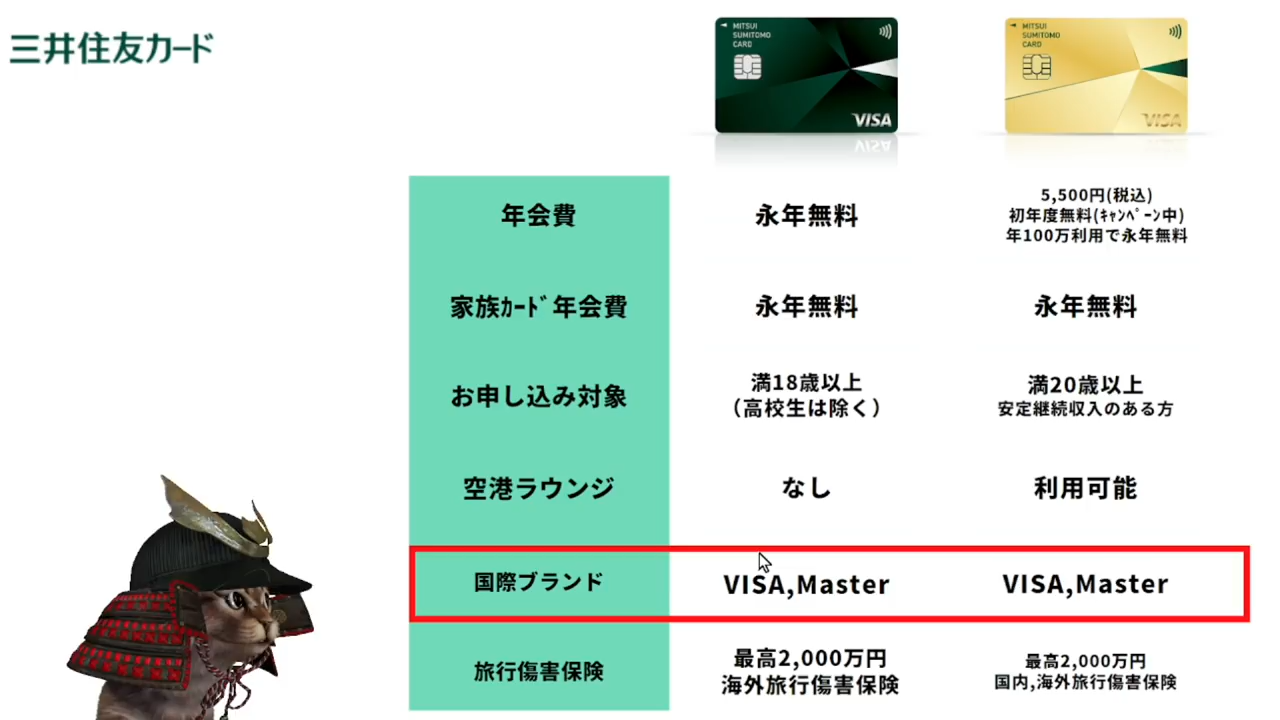 三井住友カード
MITSUI
SUMITOMO
CARD
VISA
MITSUI
SUMITOMO
CARD
VISA
年会費
永年無料
5,500円(税込)
初年度無料(ｷｬﾝﾍﾟｰﾝ中)
年100万利用で永年無料
家族ｶｰﾄﾞ年会費
永年無料
永年無料
お申し込み対象
満18歳以上
（高校生は除く）
満20歳以上
安定継続収入のある方
空港ラウンジ
なし
利用可能
国際ブランド
VISA,Master
VISA,Master
旅行傷害保険
最高2,000万円
海外旅行傷害保険
最高2,000万円
国内,海外旅行傷害保険